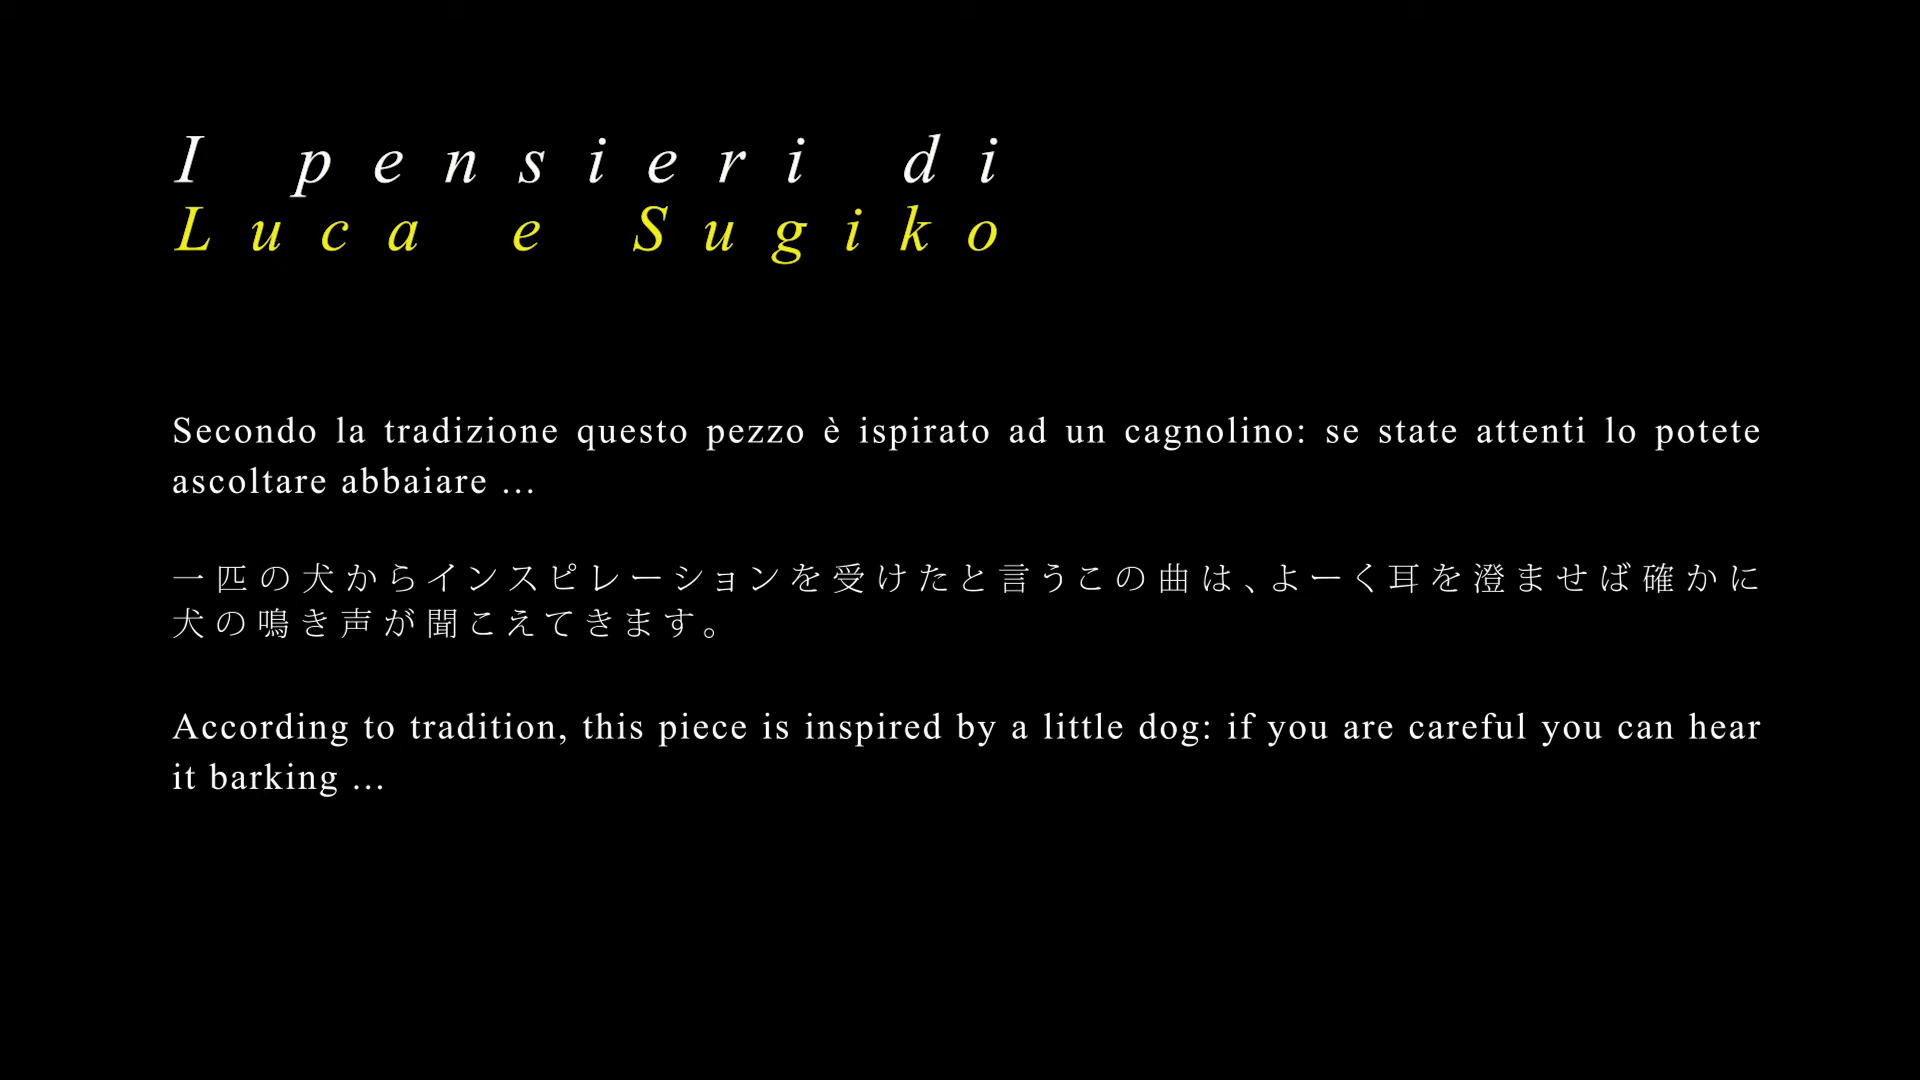 I pensieri di
Luca e Sugiko
Secondo la tradizione questo pezzo è ispirato ad un cagnolino: se state attenti lo potete
ascoltare abbaiare ...
一匹の犬からインスピレーションを受けたと言うこの曲は、よーく耳を澄ませば確かに
犬の鳴き声が聞こえてきます。
According to tradition, this piece is inspired by a little dog: if you are careful you can hear
it barking ...